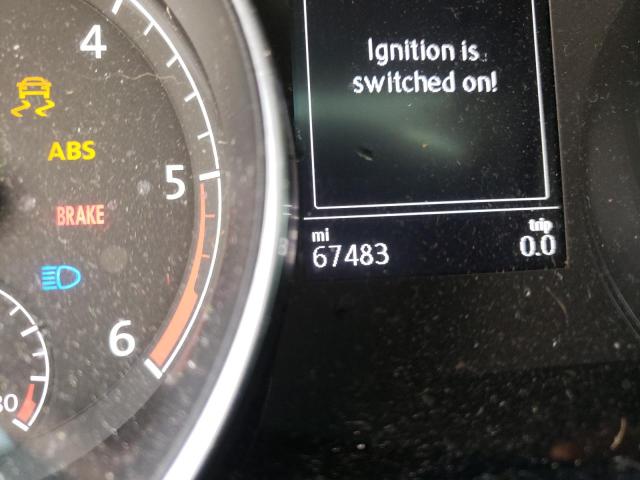 4
Ignition is
switched on!
ABS
5
BRAKE
mi
trip
67483
0.0
6